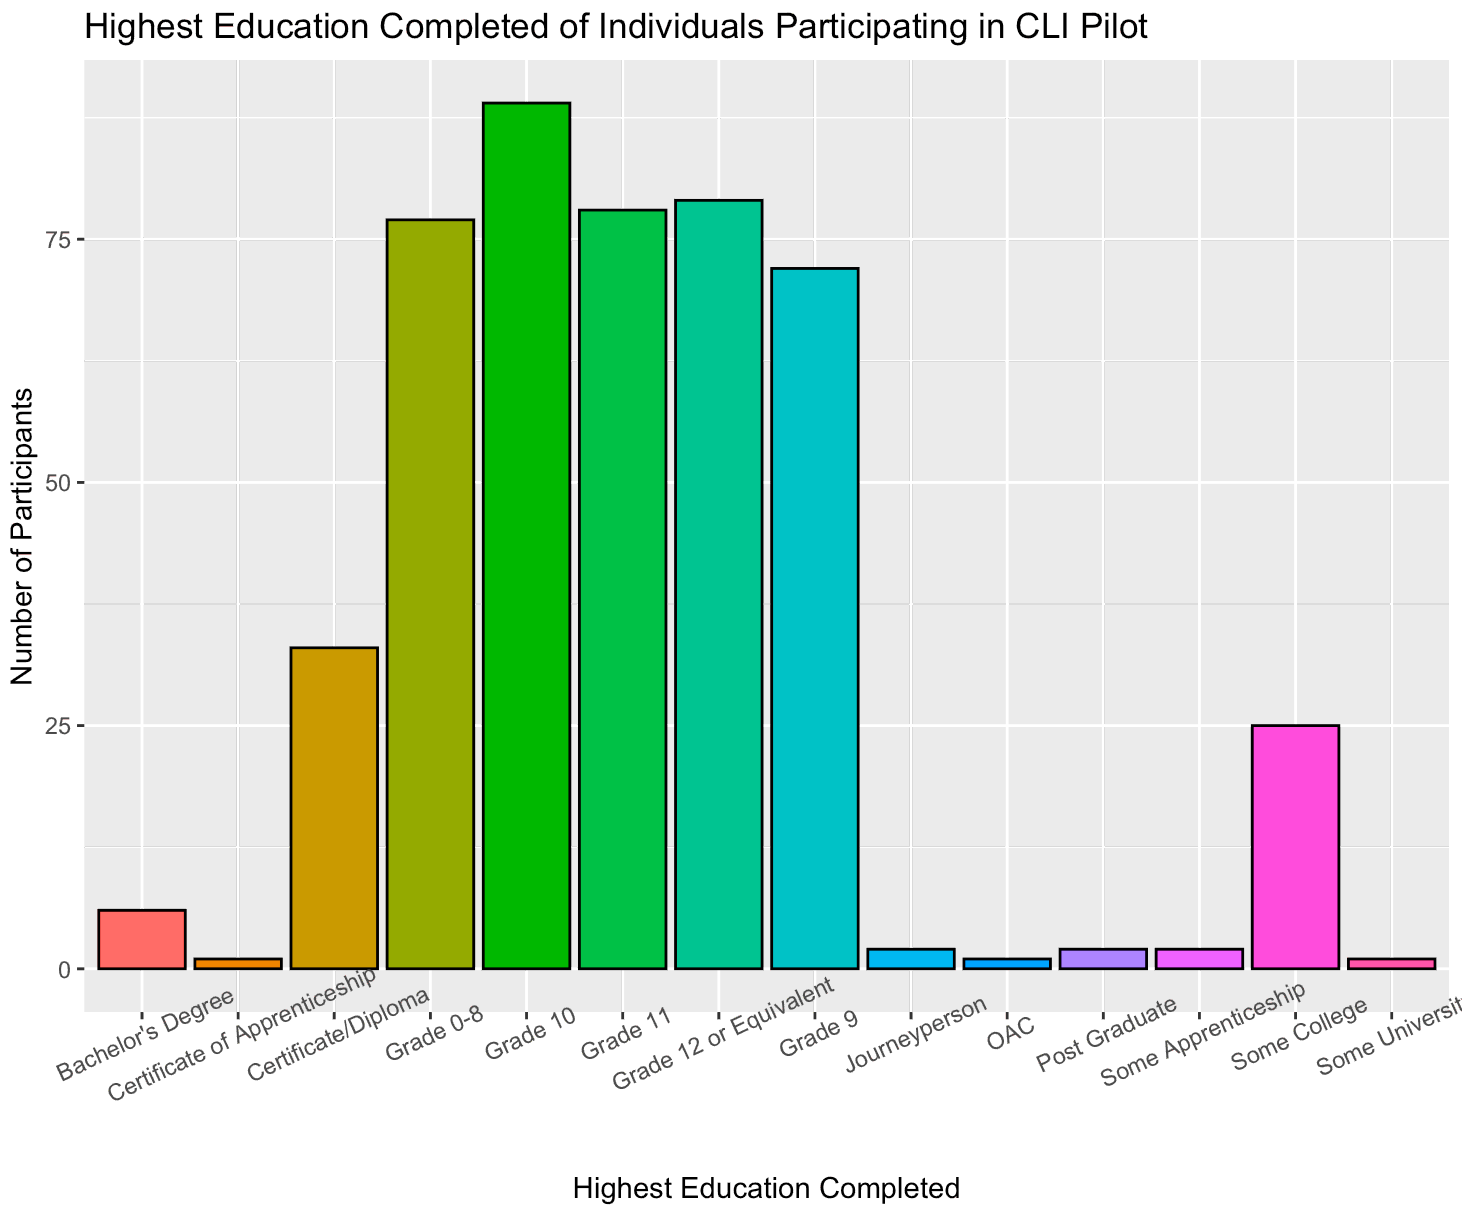 Highest Education Completed of Individuals Participating in CLI Pilot
Number of Participants
75
50
25
0
Bachelor's Degree
Certificate of Apprenticeship
Certificate/Diploma
Grade 0-8
Grade 10
Grade 11
Grade 12 or Equivalent
Grade 9
Journeyperson
OAC
Post Graduate
Some Apprenticeship
Some College
Some Universit
Highest Education Completed